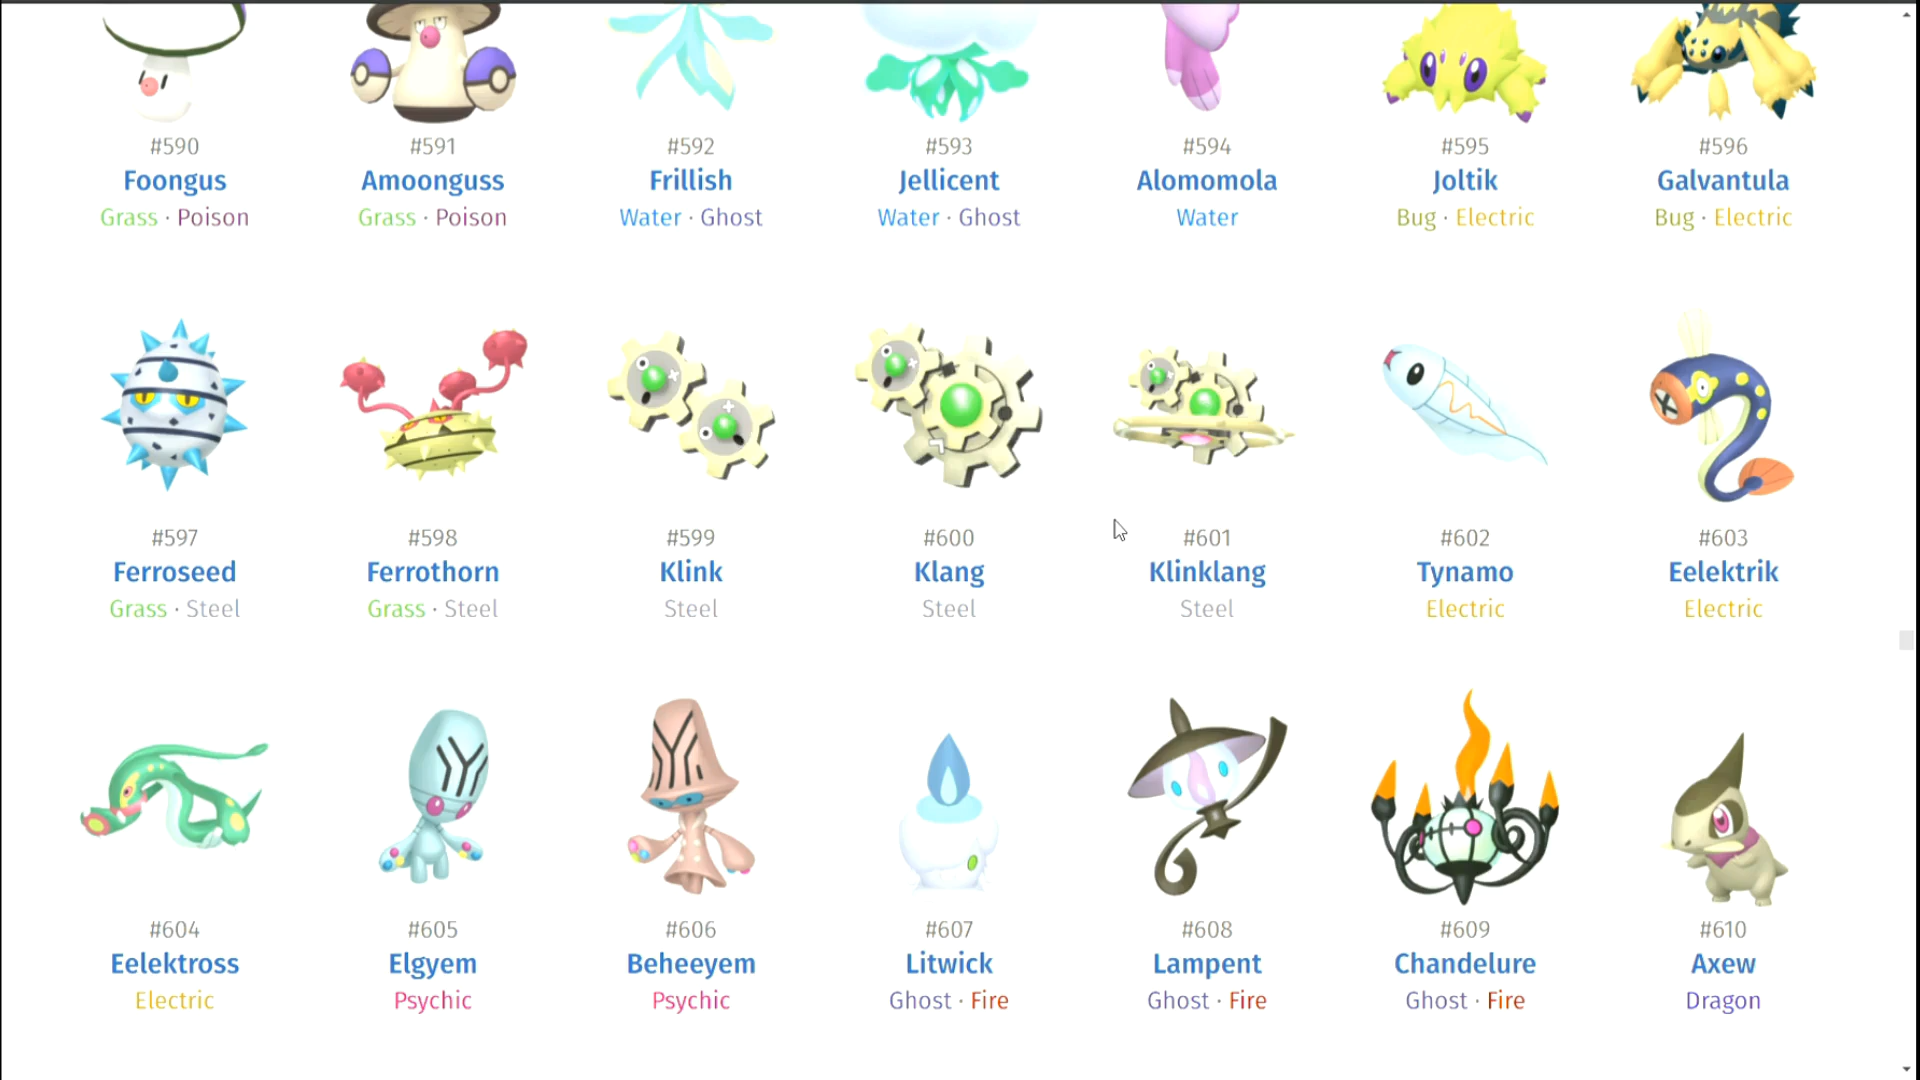 #590 #591 #592 #593 #594 #595 #596
Foongus Amoonguss Frillish Jellicent Alomomola Joltik Galvantula
Grass · Poison Grass · Poison Water · Ghost Water · Ghost Water Bug · Electric Bug · Electric
#597 #598 #599 #600 #601 #602 #603
Ferroseed Ferrothorn Klink Klang Klinklang Tynamo Eelektrik
Grass · Steel Grass · Steel Steel Steel Steel Electric Electric
#604 #605 #606 #607 #608 #609 #610
Eelektross Elgyem Beheeyem Litwick Lampent Chandelure Axew
Electric Psychic Psychic Ghost · Fire Ghost · Fire Ghost · Fire Dragon